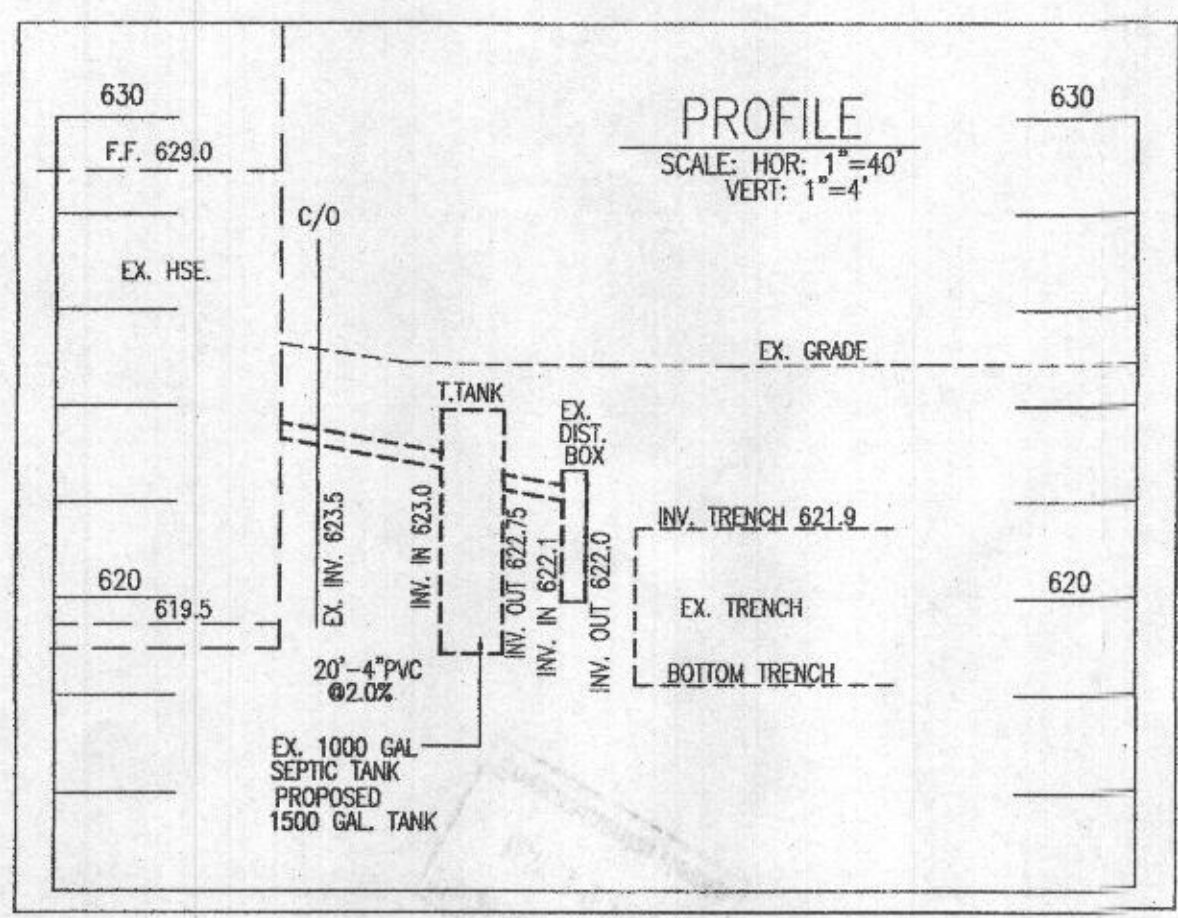 PROFILE
SCALE: HOR: 1"=40'
VERT: 1"=4'
630
F.F. 629.0
C/O
EX. HSE.
630
EX. GRADE
T.TANK
EX.
DIST.
BOX
EX. INV 623.5
INV. IN 623.0
INV. OUT 622.75
INV. IN 622.1
INV. OUT 622.0
INV. TRENCH 621.9
620
619.5
EX. TRENCH
620
BOTTOM TRENCH
20'-4"PVC
@2.0%
EX. 1000 GAL
SEPTIC TANK
PROPOSED
1500 GAL. TANK